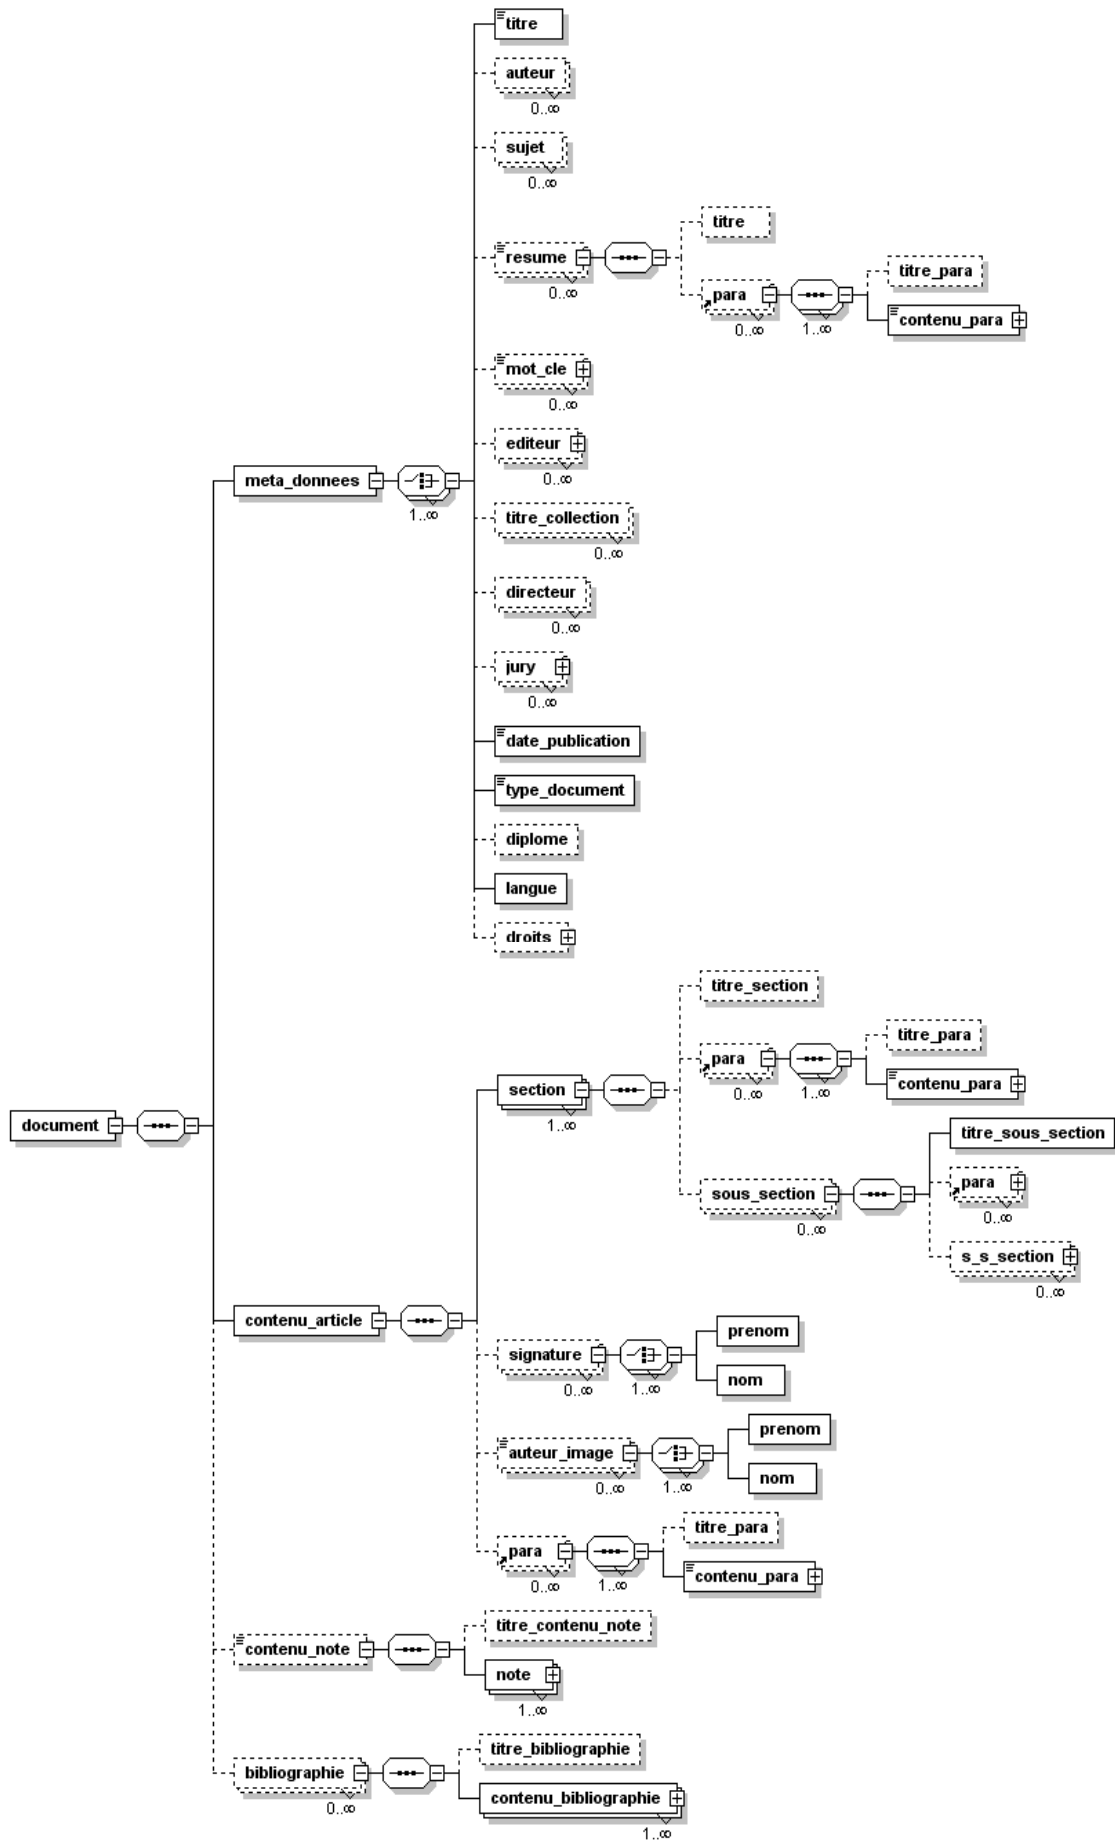 titre
auteur
0..∞
sujet
0..∞
titre
resume
0..∞
titre_para
para
0..∞
1..∞
contenu_para
mot_cle
0..∞
editeur
0..∞
meta_donnees
1..∞
titre_collection
0..∞
directeur
0..∞
jury
0..∞
date_publication
type_document
diplome
langue
droits
titre_section
titre_para
para
0..∞
1..∞
contenu_para
section
1..∞
document
titre_sous_section
sous_section
0..∞
para
0..∞
s_s_section
0..∞
contenu_article
prenom
signature
0..∞
1..∞
nom
prenom
auteur_image
0..∞
1..∞
nom
titre_para
para
0..∞
1..∞
contenu_para
titre_contenu_note
contenu_note
note
1..∞
titre_bibliographie
bibliographie
0..∞
contenu_bibliographie
1..∞